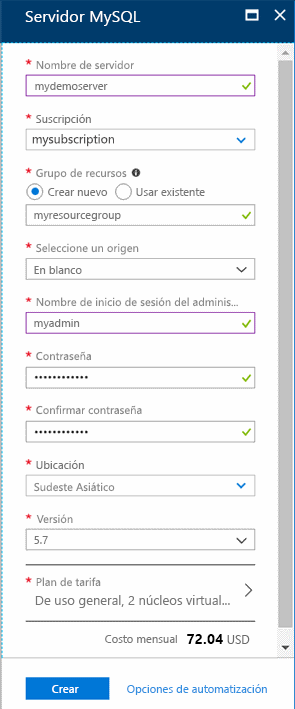 Servidor MySQL
* Nombre de servidor
mydemoserver
* Suscripción
mysubscription
* Grupo de recursos
Crear nuevo Usar existente
myresourcegroup
* Seleccione un origen
En blanco
* Nombre de inicio de sesión del adminis...
myadmin
* Contraseña
••••••••••••
* Confirmar contraseña
••••••••••••
* Ubicación
Sudeste Asiático
* Versión
5.7
* Plan de tarifa
De uso general, 2 núcleos virtual...
Costo mensual 72.04 USD
Crear Opciones de automatización